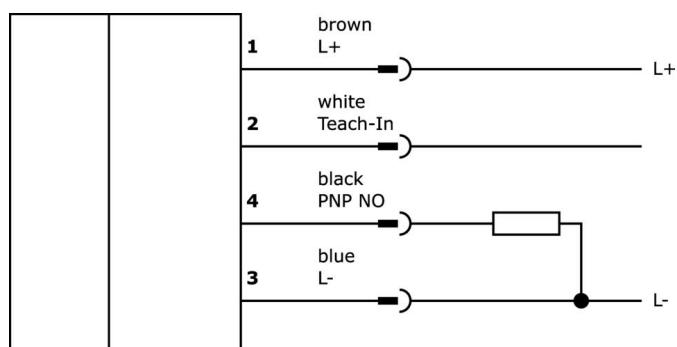 brown
1 L+
L+
white
2 Teach-In
black
4 PNP NO
blue
3 L-
L-